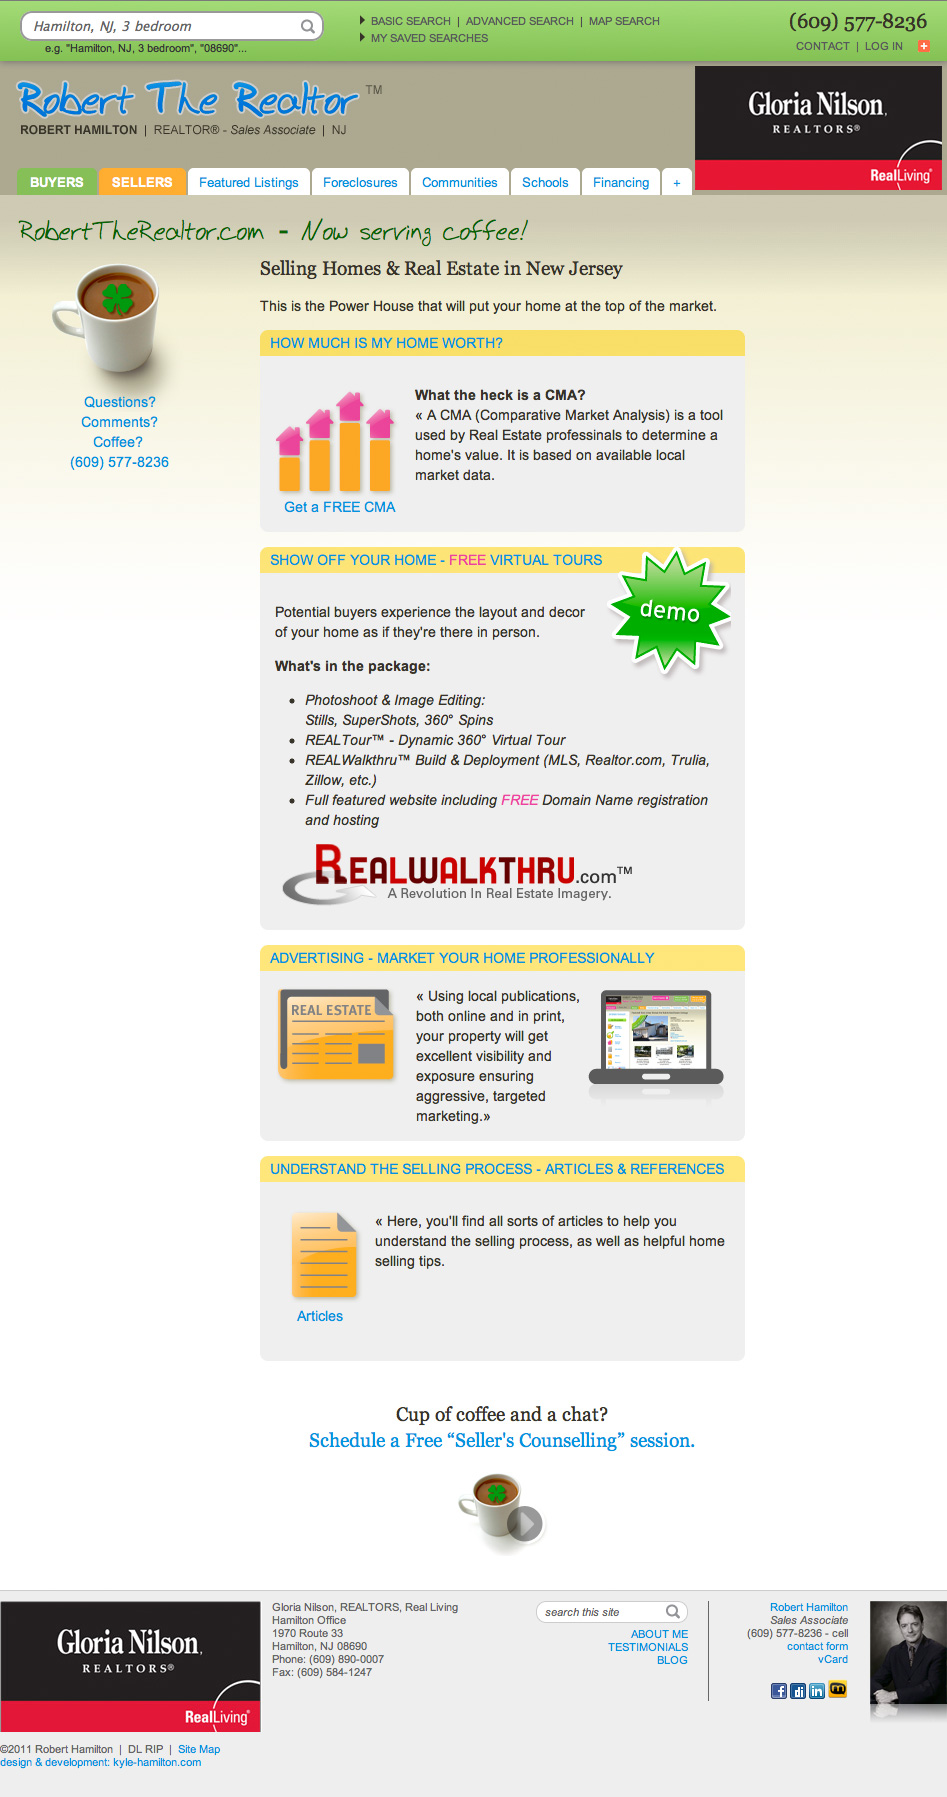 Hamilton, NJ, 3 bedroom
e.g. "Hamilton, NJ, 3 bedroom", "08690"...
BASIC SEARCH | ADVANCED SEARCH | MAP SEARCH
MY SAVED SEARCHES
(609) 577-8236
CONTACT | LOG IN
Robert The Realtor TM
ROBERT HAMILTON | REALTOR® - Sales Associate | NJ
Gloria Nilson,
REALTORS®
RealLiving®
BUYERS SELLERS Featured Listings Foreclosures Communities Schools Financing +
RobertTheRealtor.com - Now serving coffee!
Questions?
Comments?
Coffee?
(609) 577-8236
Selling Homes & Real Estate in New Jersey
This is the Power House that will put your home at the top of the market.
HOW MUCH IS MY HOME WORTH?
What the heck is a CMA?
« A CMA (Comparative Market Analysis) is a tool
used by Real Estate professinals to determine a
home's value. It is based on available local
market data.
Get a FREE CMA
SHOW OFF YOUR HOME - FREE VIRTUAL TOURS
demo
Potential buyers experience the layout and decor
of your home as if they're there in person.
What's in the package:
• Photoshoot & Image Editing:
Stills, SuperShots, 360° Spins
• REALTour™ - Dynamic 360° Virtual Tour
• REALWalkthru™ Build & Deployment (MLS, Realtor.com, Trulia,
Zillow, etc.)
• Full featured website including FREE Domain Name registration
and hosting
REALWALKTHRU.com™
A Revolution In Real Estate Imagery.
ADVERTISING - MARKET YOUR HOME PROFESSIONALLY
REAL ESTATE
« Using local publications,
both online and in print,
your property will get
excellent visibility and
exposure ensuring
aggressive, targeted
marketing.»
UNDERSTAND THE SELLING PROCESS - ARTICLES & REFERENCES
« Here, you'll find all sorts of articles to help you
understand the selling process, as well as helpful home
selling tips.
Articles
Cup of coffee and a chat?
Schedule a Free “Seller's Counselling” session.
Gloria Nilson,
REALTORS®
RealLiving®
Gloria Nilson, REALTORS, Real Living
Hamilton Office
1970 Route 33
Hamilton, NJ 08690
Phone: (609) 890-0007
Fax: (609) 584-1247
search this site
ABOUT ME
TESTIMONIALS
BLOG
Robert Hamilton
Sales Associate
(609) 577-8236 - cell
contact form
vCard
©2011 Robert Hamilton | DL RIP | Site Map
design & development: kyle-hamilton.com